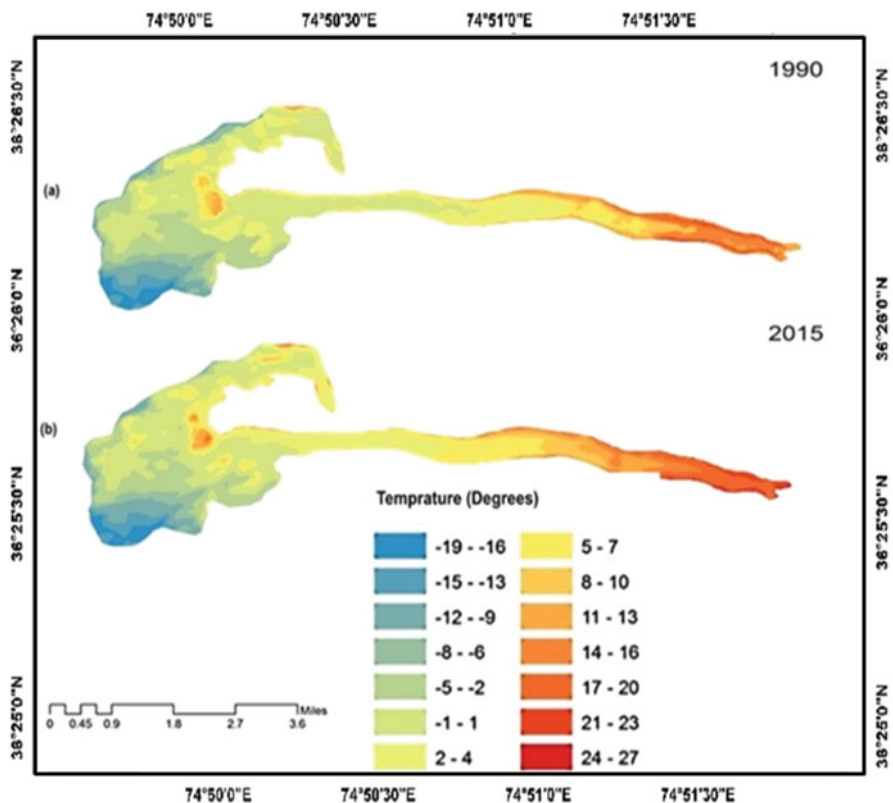 74°50'0"E 74°50'30"E 74°51'0"E 74°51'30"E
1990
38°26'30"N 38°26'30"N
(a)
36°26'0"N 36°26'0"N
2015
(b)
36°25'30"N 36°25'30"N
Temprature (Degrees)
-19 - -16 5 - 7
-15 - -13 8 - 10
-12 - -9 11 - 13
-8 - -6 14 - 16
-5 - -2 17 - 20
-1 - 1 21 - 23
2 - 4 24 - 27
Miles
0 0.45 0.9 1.8 2.7 3.6
38°25'0"N 38°25'0"N
74°50'0"E 74°50'30"E 74°51'0"E 74°51'30"E